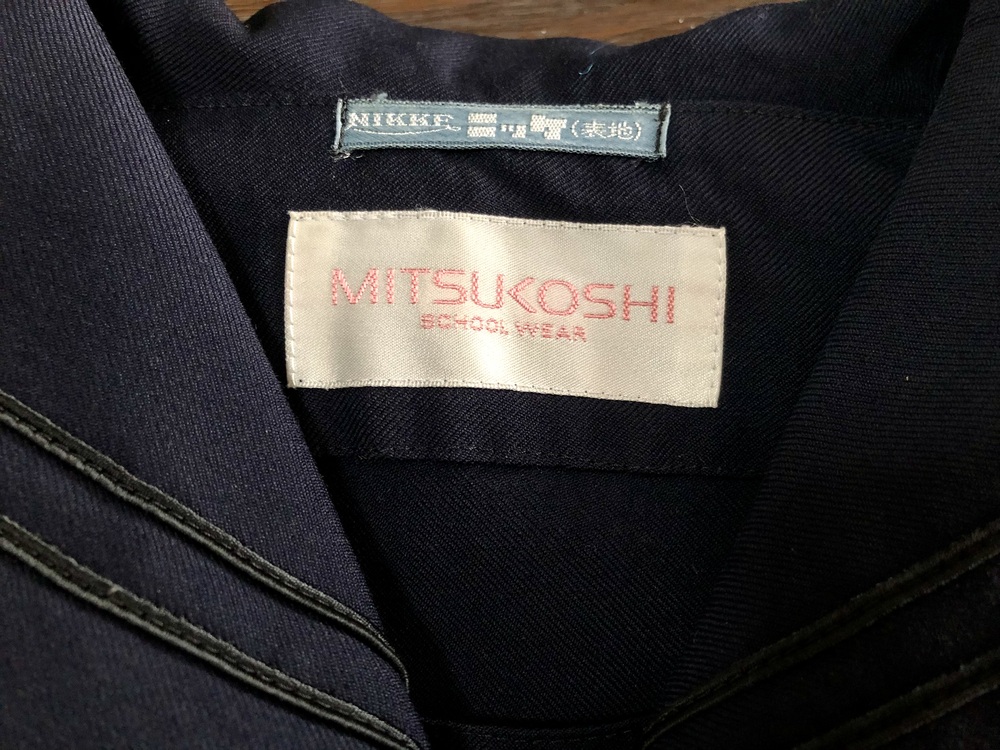 NIKKE ニッケ(表地)
MITSUKOSHI
SCHOOL WEAR